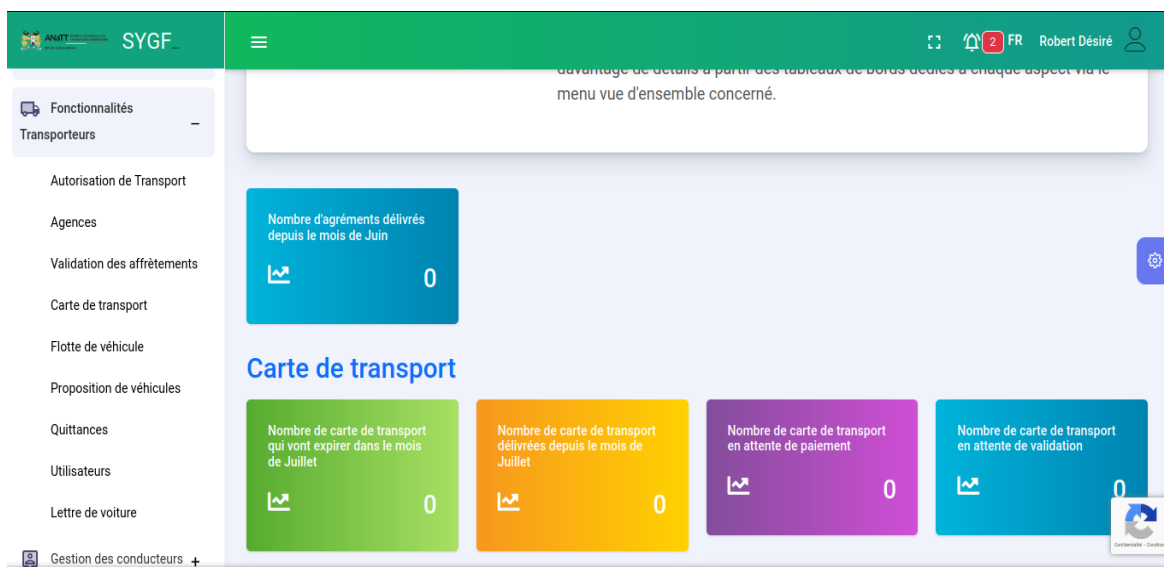 ANaTT
SYGF...
2
FR
Robert Désiré
Fonctionnalités
Transporteurs
Autorisation de Transport
Agences
Validation des affrètements
Carte de transport
Flotte de véhicule
Proposition de véhicules
Quittances
Utilisateurs
Lettre de voiture
Gestion des conducteurs +
davantage de détails à partir des tableaux de bords dédiés à chaque aspect via le
menu vue d'ensemble concerné.
Nombre d'agréments délivrés
depuis le mois de Juin
0
Carte de transport
Nombre de carte de transport
qui vont expirer dans le mois
de Juillet
0
Nombre de carte de transport
délivrées depuis le mois de
Juillet
0
Nombre de carte de transport
en attente de paiement
0
Nombre de carte de transport
en attente de validation
0
Confidentialité - Condition